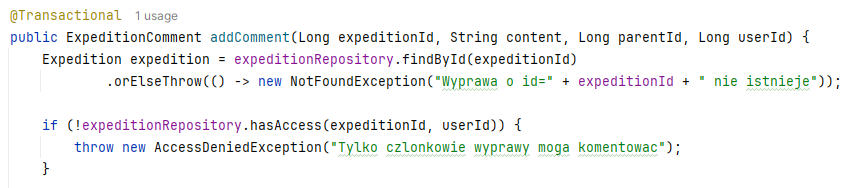 @Transactional 1 usage
public ExpeditionComment addComment(Long expeditionId, String content, Long parentId, Long userId) {
    Expedition expedition = expeditionRepository.findById(expeditionId)
            .orElseThrow(() -> new NotFoundException("Wyprawa o id=" + expeditionId + " nie istnieje"));

    if (!expeditionRepository.hasAccess(expeditionId, userId)) {
        throw new AccessDeniedException("Tylko czlonkowie wyprawy moga komentowac");
    }